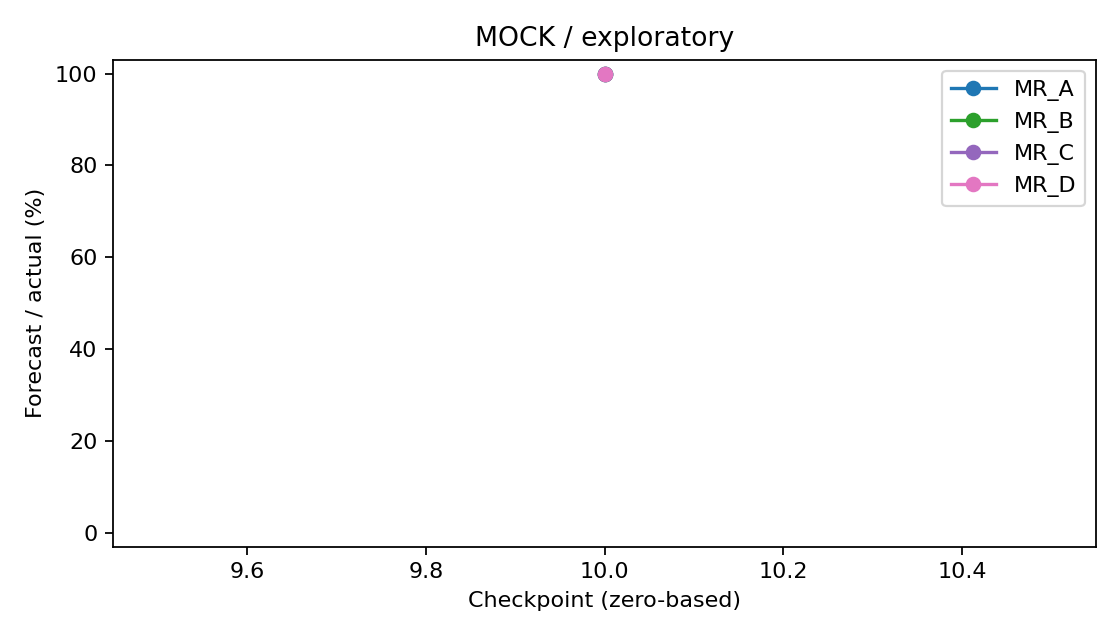 MOCK / exploratory
100
80
60
40
20
0
Forecast / actual (%)
MR_A
MR_B
MR_C
MR_D
9.6 9.8 10.0 10.2 10.4
Checkpoint (zero-based)